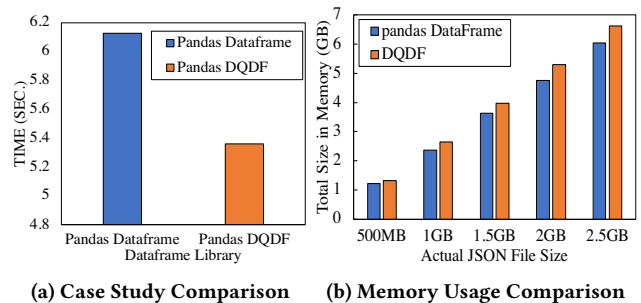 6.2
6
5.8
5.6
5.4
5.2
5
4.8
TIME (SEC.)
Pandas Dataframe
Pandas DQDF
Pandas Dataframe Pandas DQDF
Dataframe Library
(a) Case Study Comparison
7
6
5
4
3
2
1
0
Total Size in Memory (GB)
pandas DataFrame
DQDF
500MB 1GB 1.5GB 2GB 2.5GB
Actual JSON File Size
(b) Memory Usage Comparison